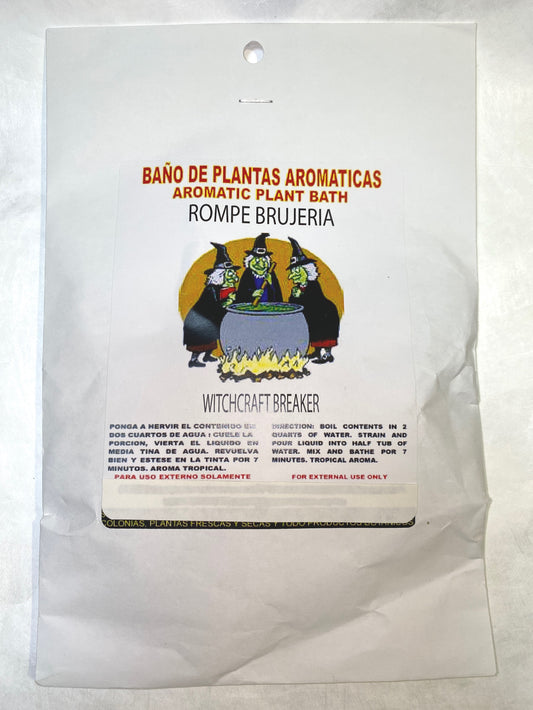 BAÑO DE PLANTAS AROMATICAS
AROMATIC PLANT BATH
ROMPE BRUJERIA
WITCHCRAFT BREAKER
PONGA A HERVIR EL CONTENIDO EN
DOS CUARTOS DE AGUA : CUELE LA
PORCION, VIERTA EL LIQUIDO EN
MEDIA TINA DE AGUA. REVUELVA
BIEN Y ESTESE EN LA TINTA POR 7
MINUTOS. AROMA TROPICAL.
PARA USO EXTERNO SOLAMENTE
DIRECTION: BOIL CONTENTS IN 2
QUARTS OF WATER. STRAIN AND
POUR LIQUID INTO HALF TUB OF
WATER. MIX AND BATHE FOR 7
MINUTES. TROPICAL AROMA.
FOR EXTERNAL USE ONLY
COLONIAS, PLANTAS FRESCAS Y SECAS Y TODO PRODUCTOS